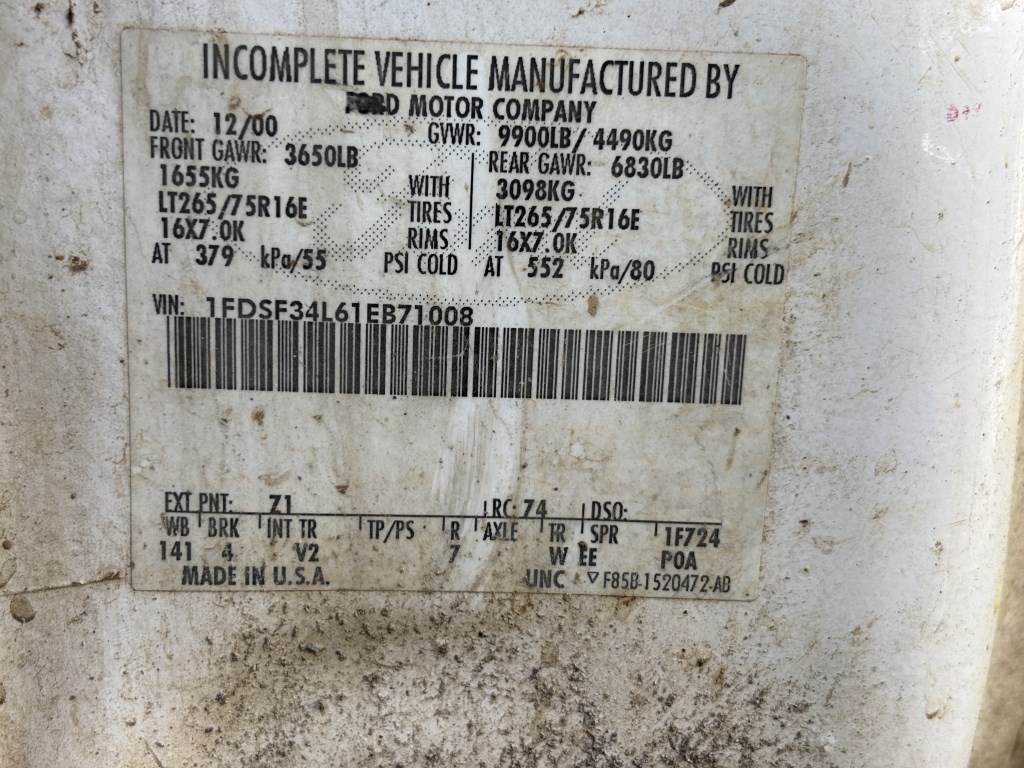 INCOMPLETE VEHICLE MANUFACTURED BY
FORD MOTOR COMPANY
DATE: 12/00 GVWR: 9900LB/ 4490KG
FRONT GAWR: 3650LB REAR GAWR: 6830LB
1655KG WITH 3098KG WITH
LT265/75R16E TIRES LT265/75R16E TIRES
16X7.0K RIMS 16X7.0K RIMS
AT 379 kPa/55 PSI COLD AT 552 kPa/80 PSI COLD
VIN: 1FDSF34L61EB71008
EXT PNT: Z1 RC: 74 DSO:
WB BRK INT TR TP/PS R AXLE TR SPR 1F724
141 4 V2 7 W EE POA
MADE IN U.S.A. UNC ▽ F85B-1520472-AB